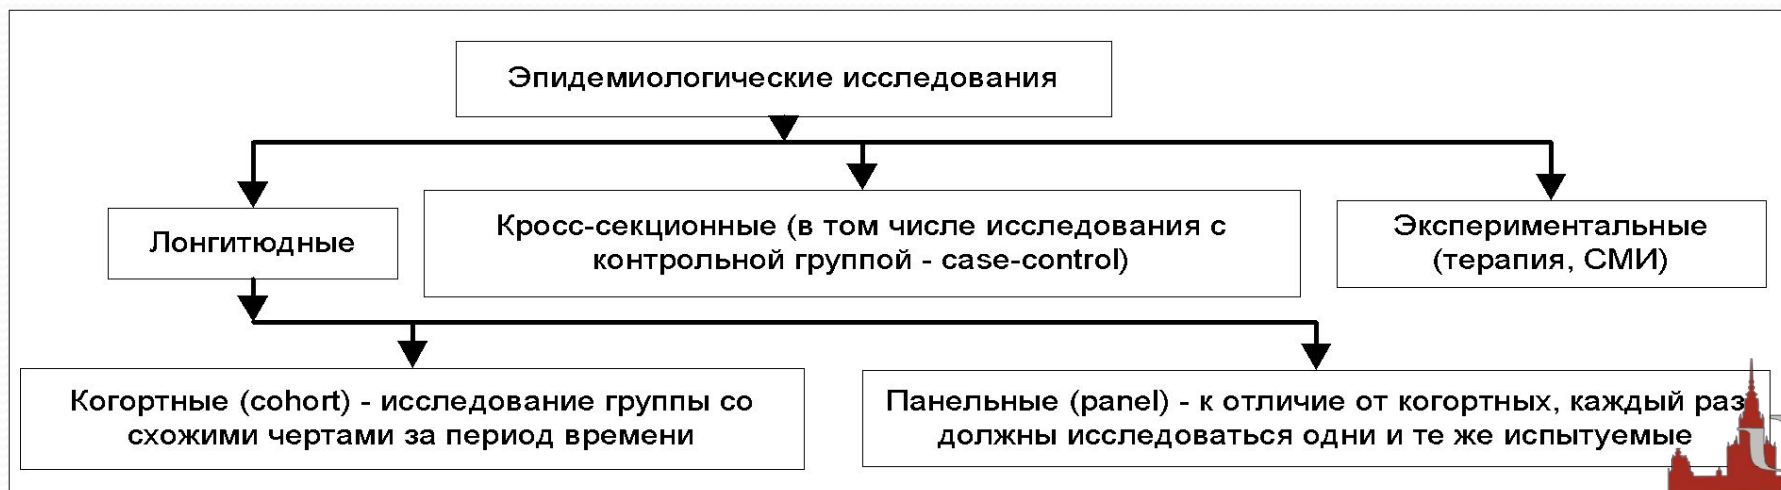 Эпидемиологические исследования
Лонгитюдные
Кросс-секционные (в том числе исследования с
контрольной группой - case-control)
Экспериментальные
(терапия, СМИ)
Когортные (cohort) - исследование группы со
схожими чертами за период времени
Панельные (panel) - к отличие от когортных, каждый раз
должны исследоваться одни и те же испытуемые